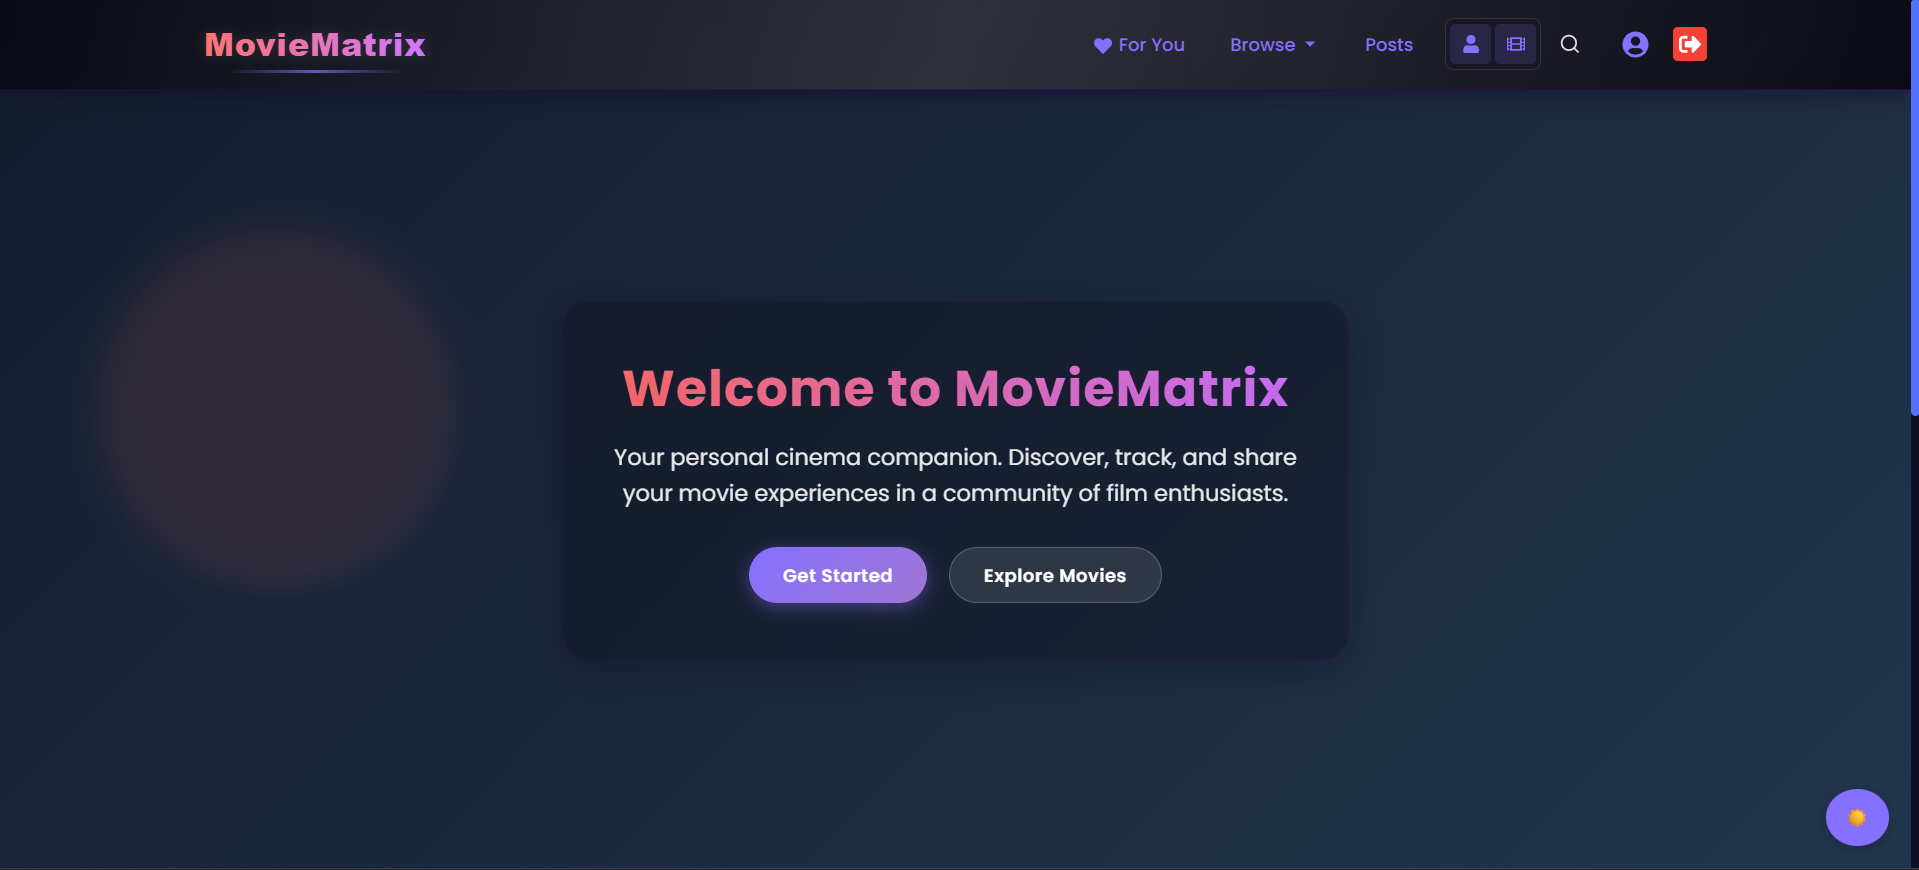 MovieMatrix
For You
Browse
Posts
Welcome to MovieMatrix
Your personal cinema companion. Discover, track, and share
your movie experiences in a community of film enthusiasts.
Get Started
Explore Movies